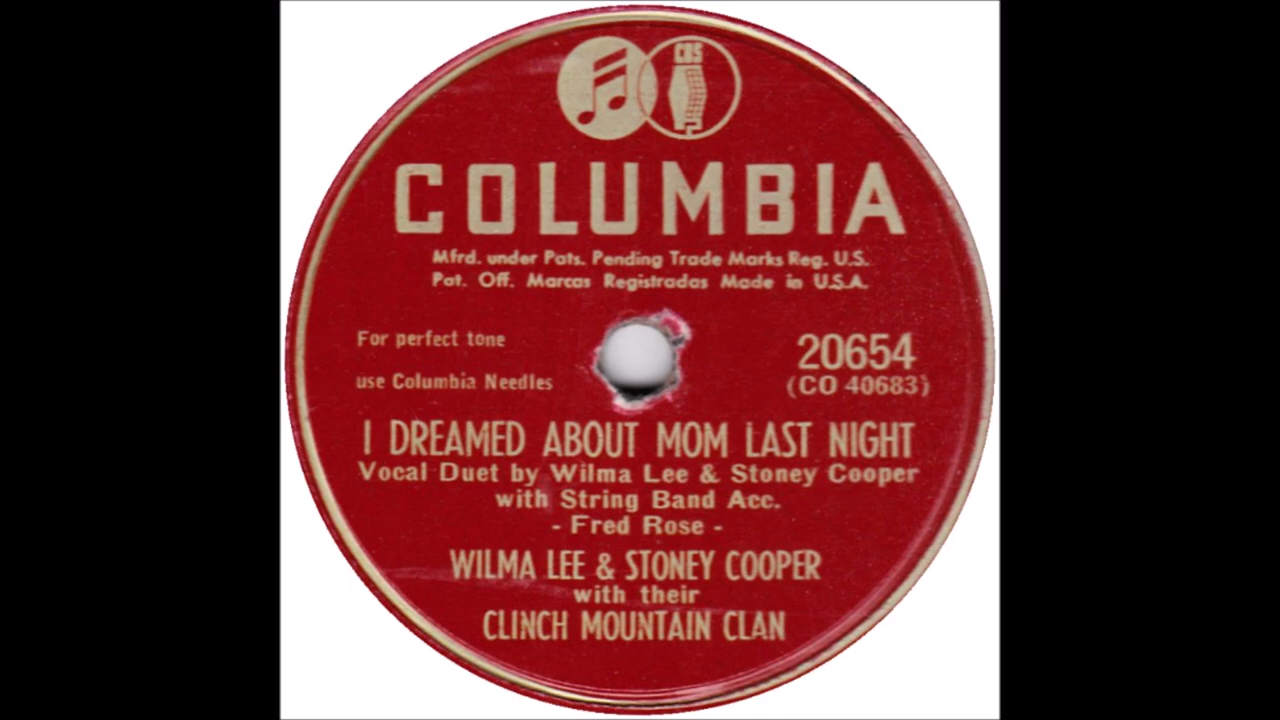 CBS
COLUMBIA
Mfrd. under Pats. Pending Trade Marks Reg. U.S.
Pat. Off. Marcas Registradas Made in U.S.A.
For perfect tone
use Columbia Needles
20654
(CO 40683)
I DREAMED ABOUT MOM LAST NIGHT
Vocal Duet by Wilma Lee & Stoney Cooper
with String Band Acc.
- Fred Rose -
WILMA LEE & STONEY COOPER
with their
CLINCH MOUNTAIN CLAN